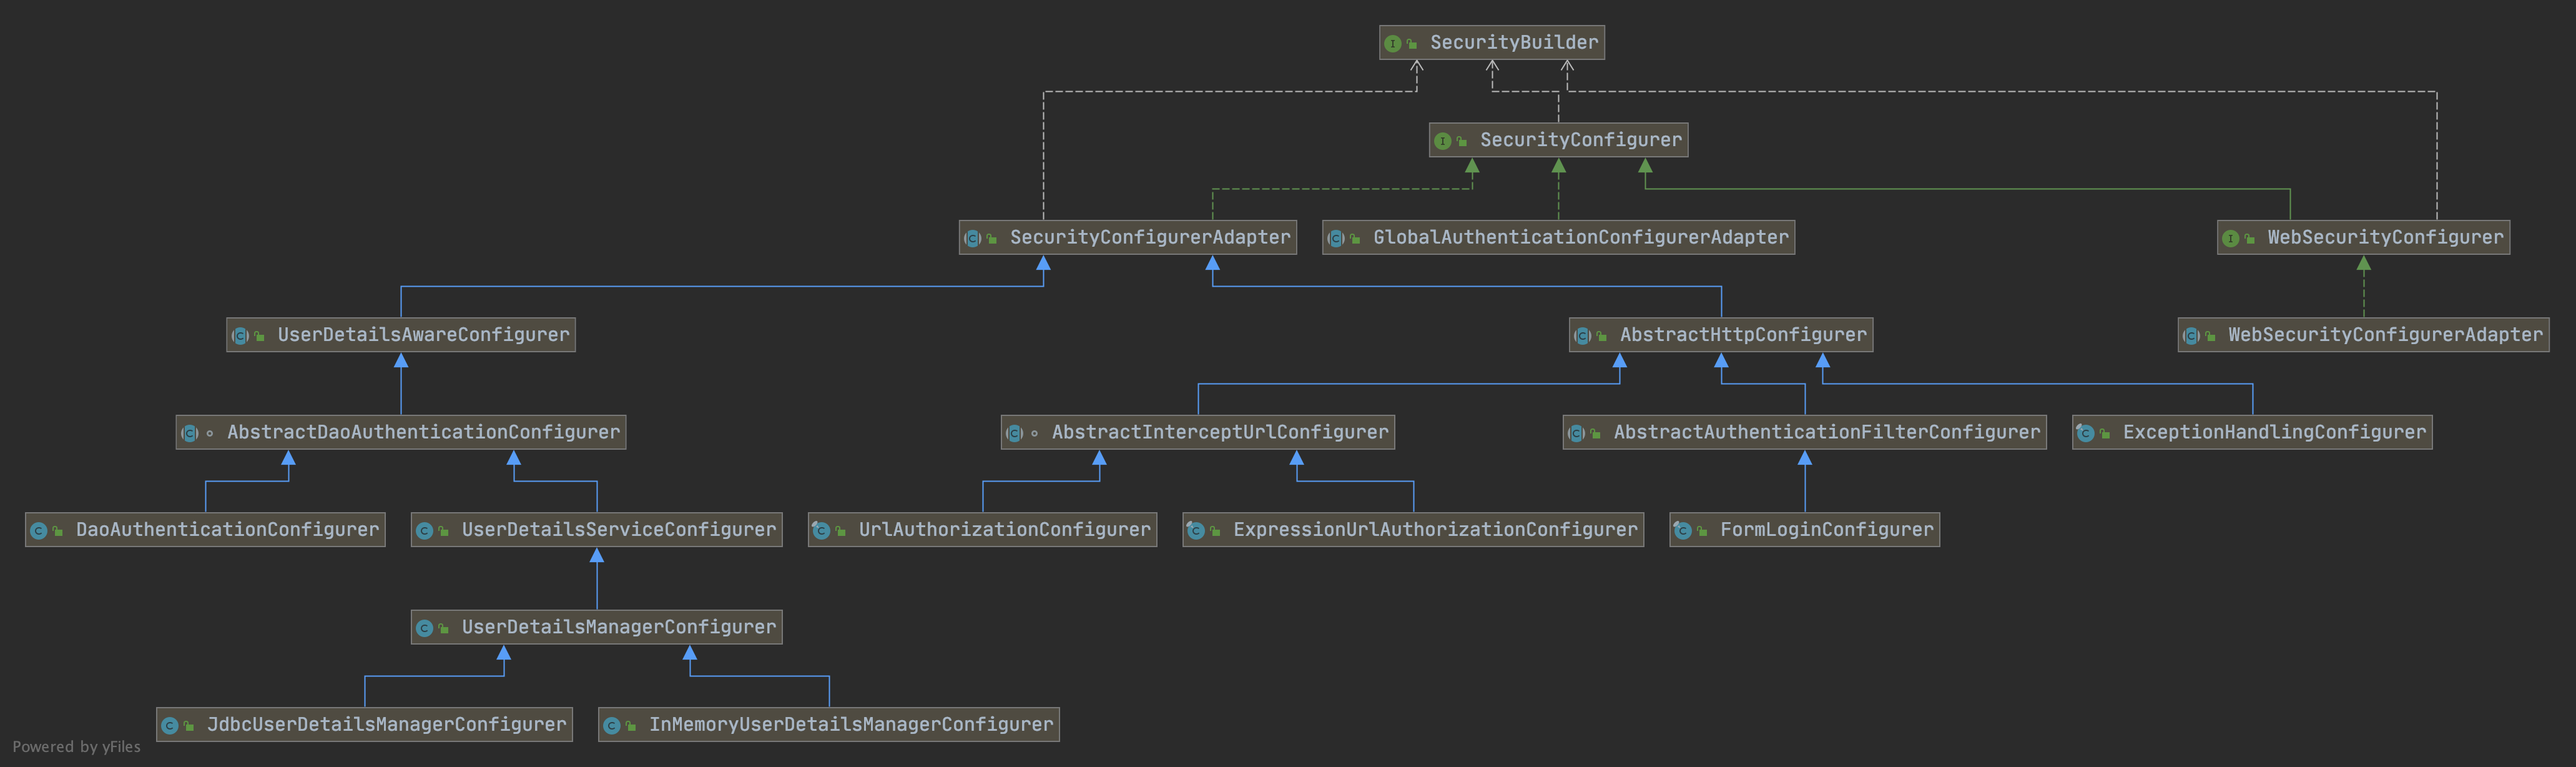 SecurityBuilder
SecurityConfigurer
SecurityConfigurerAdapter
GlobalAuthenticationConfigurerAdapter
WebSecurityConfigurer
UserDetailsAwareConfigurer
AbstractHttpConfigurer
WebSecurityConfigurerAdapter
AbstractDaoAuthenticationConfigurer
AbstractInterceptUrlConfigurer
AbstractAuthenticationFilterConfigurer
ExceptionHandlingConfigurer
DaoAuthenticationConfigurer
UserDetailsServiceConfigurer
UrlAuthorizationConfigurer
ExpressionUrlAuthorizationConfigurer
FormLoginConfigurer
UserDetailsManagerConfigurer
JdbcUserDetailsManagerConfigurer
InMemoryUserDetailsManagerConfigurer
Powered by yFiles